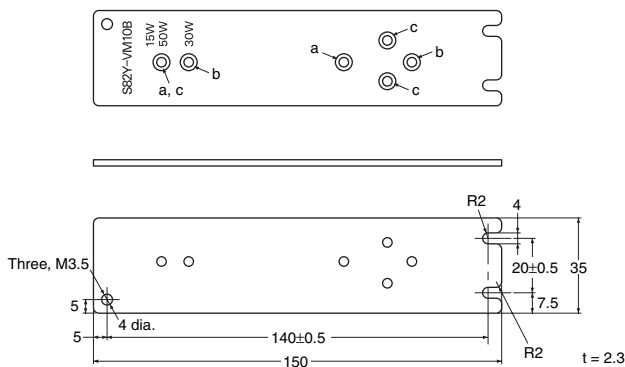 S82Y-VM10B
15W
50W
30W
a, c
b
a
c
b
c
R2
4
Three, M3.5
20±0.5
35
5
7.5
4 dia.
5
140±0.5
R2
150
t = 2.3